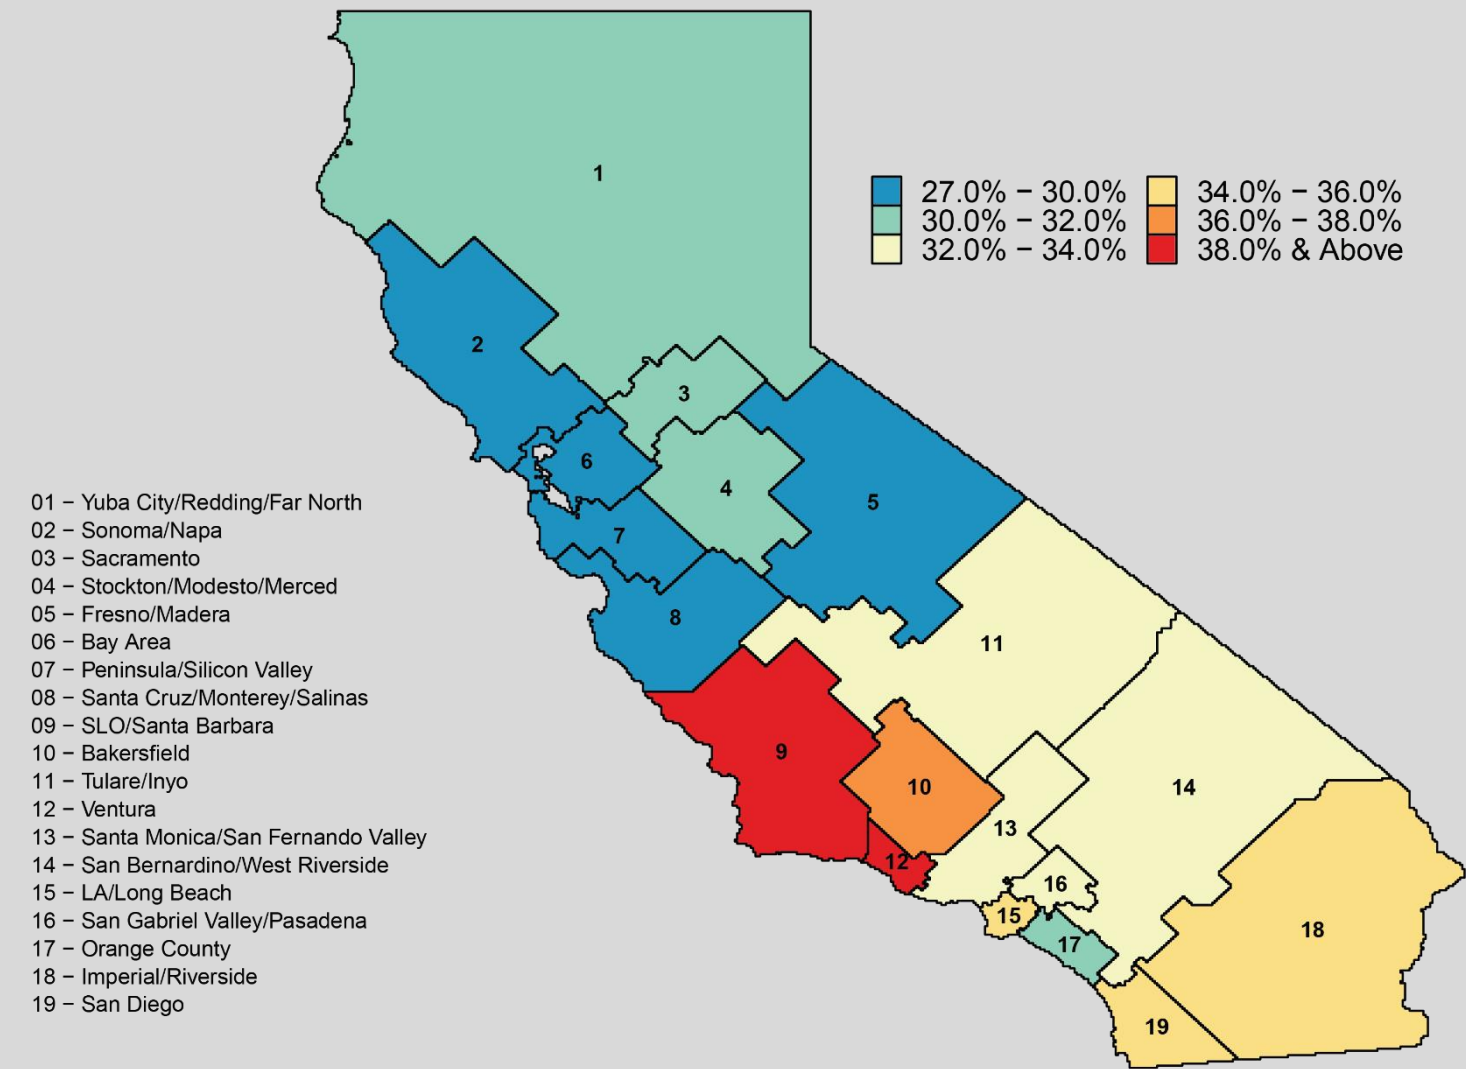 1
27.0% − 30.0%
34.0% − 36.0%
30.0% − 32.0%
36.0% − 38.0%
32.0% − 34.0%
38.0% & Above
2
3
6
4
5
7
8
11
9
10
14
13
12
16
15
18
17
19
01 − Yuba City/Redding/Far North
02 − Sonoma/Napa
03 − Sacramento
04 − Stockton/Modesto/Merced
05 − Fresno/Madera
06 − Bay Area
07 − Peninsula/Silicon Valley
08 − Santa Cruz/Monterey/Salinas
09 − SLO/Santa Barbara
10 − Bakersfield
11 − Tulare/Inyo
12 − Ventura
13 − Santa Monica/San Fernando Valley
14 − San Bernardino/West Riverside
15 − LA/Long Beach
16 − San Gabriel Valley/Pasadena
17 − Orange County
18 − Imperial/Riverside
19 − San Diego